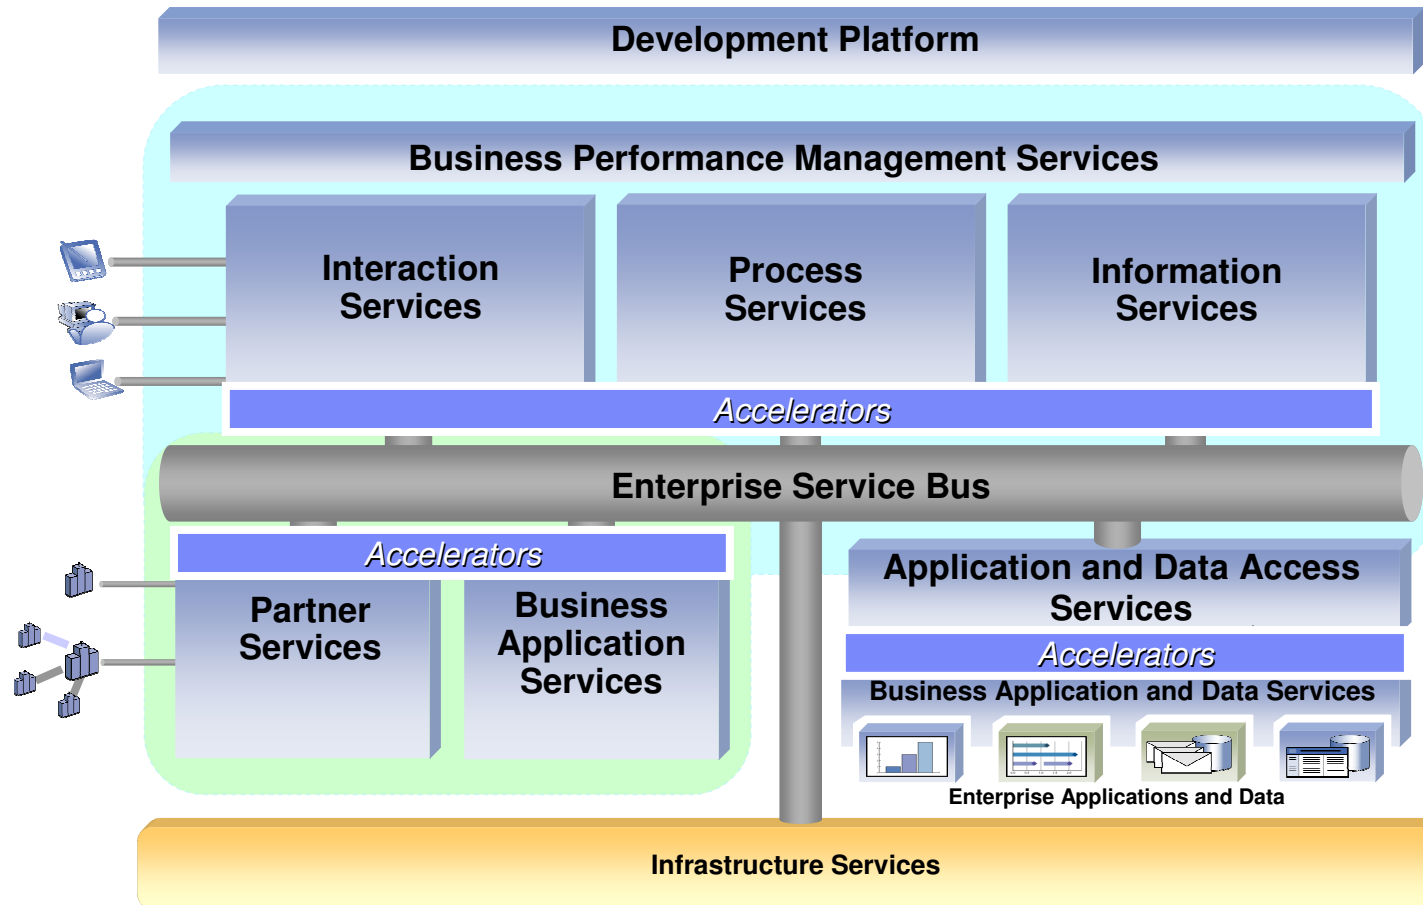 Development Platform
Business Performance Management Services
Interaction
Services
Process
Services
Information
Services
Accelerators
Enterprise Service Bus
Accelerators
Partner
Services
Business
Application
Services
Application and Data Access
Services
Accelerators
Business Application and Data Services
Enterprise Applications and Data
Infrastructure Services